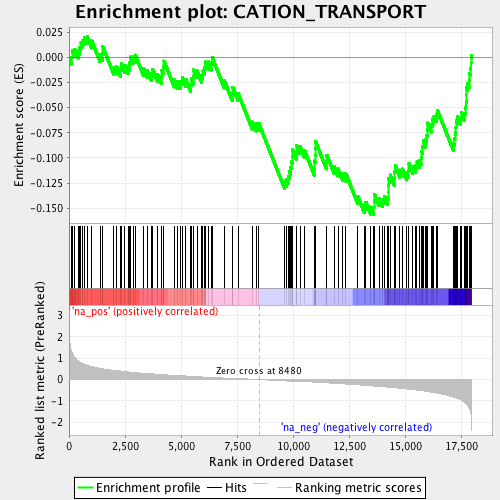 Enrichment plot: CATION_TRANSPORT
Enrichment score (ES)
0.025
0.000
-0.025
-0.050
-0.075
-0.100
-0.125
-0.150
'na_pos' (positively correlated)
Ranked list metric (PreRanked)
3
2
1
0
-1
-2
Zero cross at 8480
'na_neg' (negatively correlated)
0
2,500
5,000
7,500
10,000
12,500
15,000
17,500
Rank in Ordered Dataset
Enrichment profile
Hits
Ranking metric scores